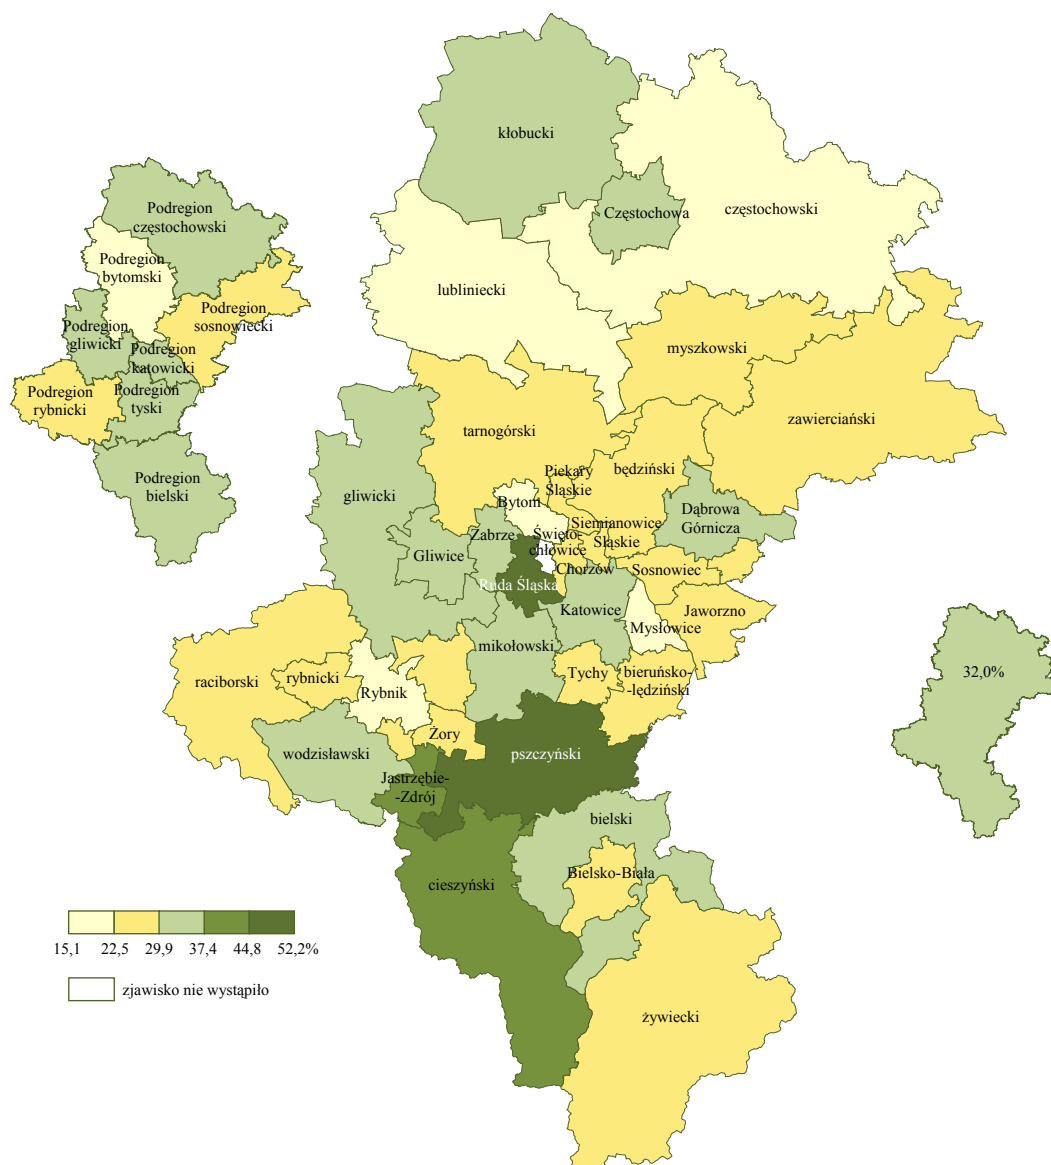 kłobucki
Częstochowa
częstochowski
lubliniecki
myszkowski
zawierciański
tarnogórski
będziński
Piekary
Śląskie
gliwicki
Bytom
Dąbrowa
Górnicza
Siemianowice
Śląskie
Święto-
chłowice
Zabrze
Gliwice
Chorzów
Sosnowiec
Ruda Śląska
Katowice
Jaworzno
Mysłowice
mikołowski
Tychy
bieruńsko-
-lędziński
raciborski
rybnicki
Rybnik
Żory
wodzisławski
pszczyński
Jastrzębie-
-Zdrój
bielski
Bielsko-Biała
cieszyński
żywiecki
Podregion
częstochowski
Podregion
bytomski
Podregion
sosnowiecki
Podregion
gliwicki
Podregion
katowicki
Podregion
rybnicki
Podregion
tyski
Podregion
bielski
32,0%
15,1 22,5 29,9 37,4 44,8 52,2%
zjawisko nie wystąpiło